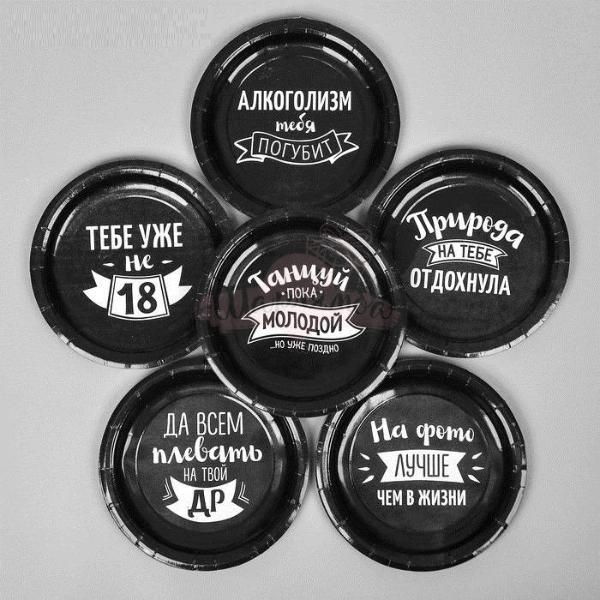 АЛКОГОЛИЗМ
тебя
ПОГУБИТ
ТЕБЕ УЖЕ
не
18
Природа
НА ТЕБЕ
ОТДОХНУЛА
Танцуй
ПОКА
МОЛОДОЙ
...НО УЖЕ ПОЗДНО
ДА ВСЕМ
плевать
НА ТВОЙ
ДР
На фото
ЛУЧШЕ
ЧЕМ В ЖИЗНИ